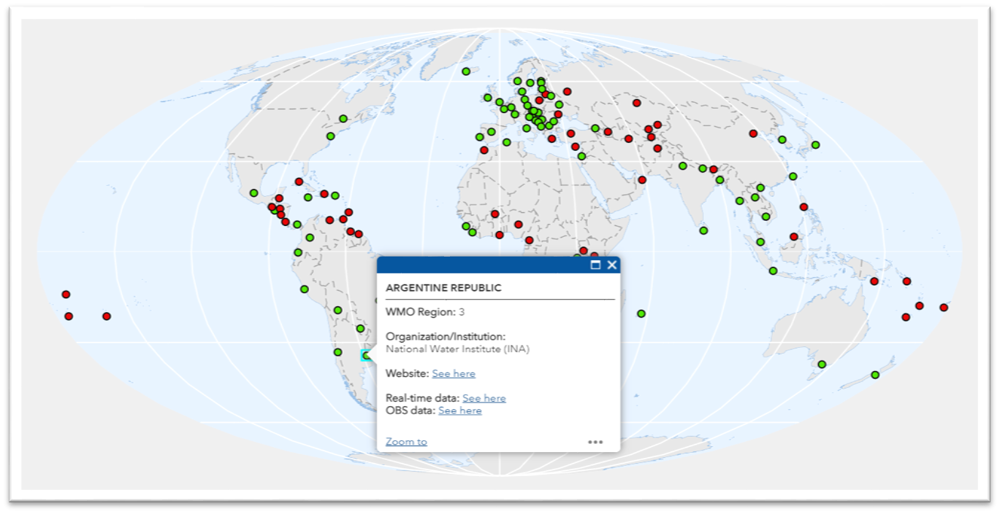 ARGENTINE REPUBLIC
WMO Region: 3
Organization/Institution:
National Water Institute (INA)
Website: See here
Real-time data: See here
OBS data: See here
Zoom to